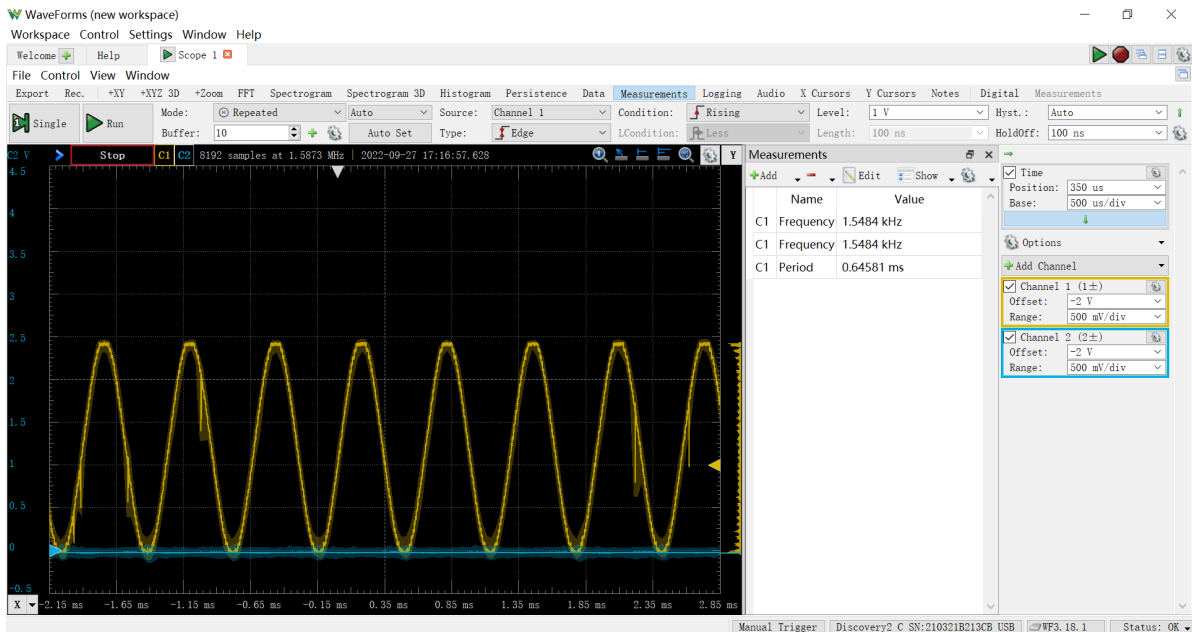 WaveForms (new workspace)
Workspace Control Settings Window Help
Welcome Help Scope 1
File Control View Window
Export Rec. +XY +XYZ 3D +Zoom FFT Spectrogram Spectrogram 3D Histogram Persistence Data Measurements Logging Audio X Cursors Y Cursors Notes Digital Measurements
Single Run Mode: Repeated Auto Source: Channel 1 Condition: Rising Level: 1 V Hyst.: Auto
Buffer: 10 Auto Set Type: Edge LCondition: Less Length: 100 ns HoldOff: 100 ns
C2 V Stop C1 C2 8192 samples at 1.5873 MHz | 2022-09-27 17:16:57.628 Y
4.5
4
3.5
3
2.5
2
1.5
1
0.5
0
-0.5
X -2.15 ms -1.65 ms -1.15 ms -0.65 ms -0.15 ms 0.35 ms 0.85 ms 1.35 ms 1.85 ms 2.35 ms 2.85 ms
Measurements
Add Edit Show
Name Value
C1 Frequency 1.5484 kHz
C1 Frequency 1.5484 kHz
C1 Period 0.64581 ms
Time
Position: 350 us
Base: 500 us/div
Options
Add Channel
Channel 1 (1±)
Offset: -2 V
Range: 500 mV/div
Channel 2 (2±)
Offset: -2 V
Range: 500 mV/div
Manual Trigger Discovery2 C SN:210321B213CB USB WF3.18.1 Status: OK